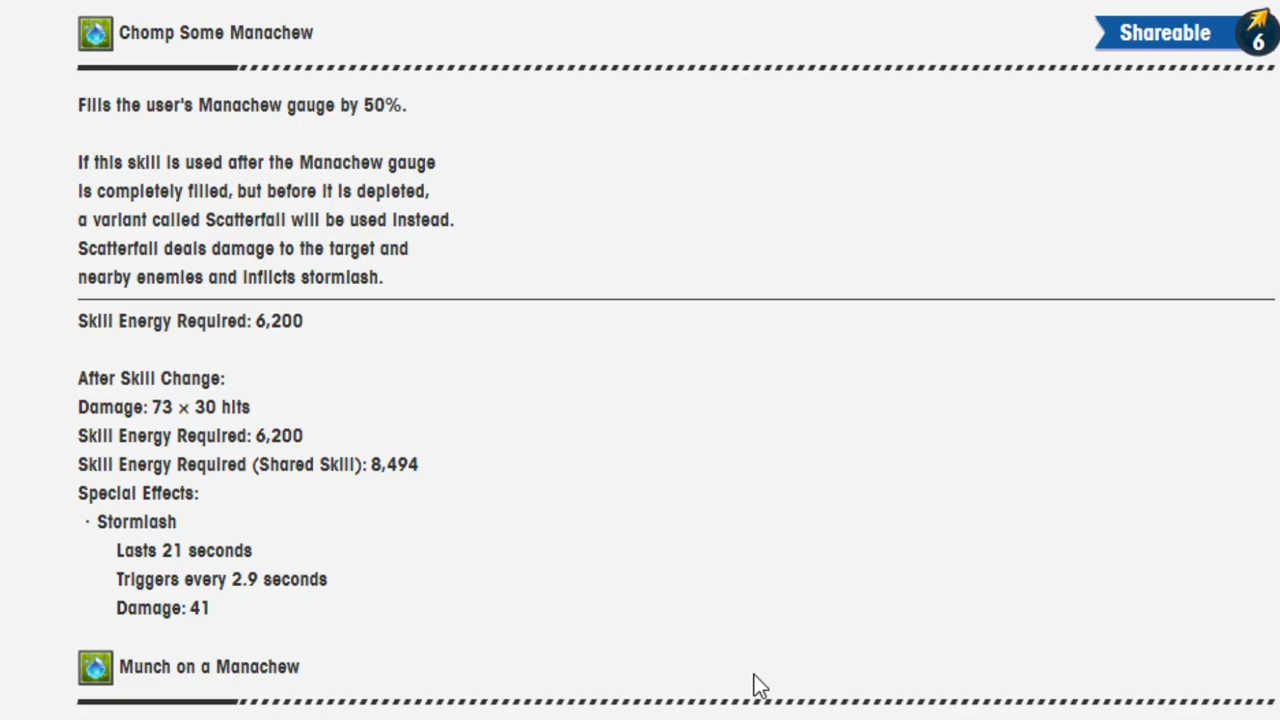 Chomp Some Manachew
Shareable
6
Fills the user's Manachew gauge by 50%.
If this skill is used after the Manachew gauge
is completely filled, but before it is depleted,
a variant called Scatterfall will be used instead.
Scatterfall deals damage to the target and
nearby enemies and inflicts stormlash.
Skill Energy Required: 6,200
After Skill Change:
Damage: 73 × 30 hits
Skill Energy Required: 6,200
Skill Energy Required (Shared Skill): 8,494
Special Effects:
· Stormlash
Lasts 21 seconds
Triggers every 2.9 seconds
Damage: 41
Munch on a Manachew